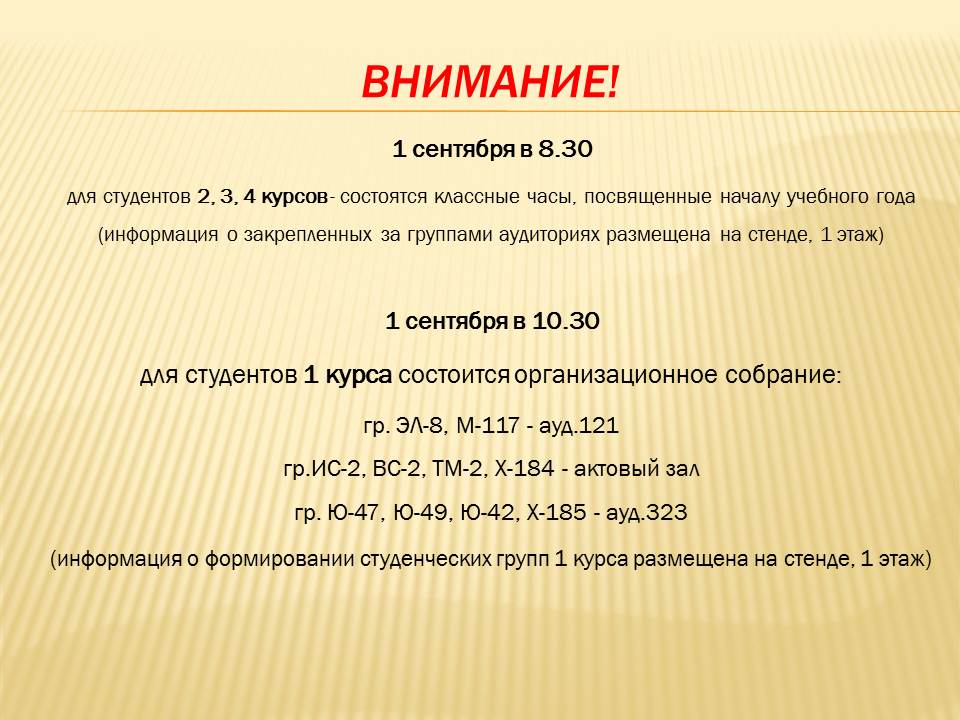 ВНИМАНИЕ!
1 сентября в 8.30
для студентов 2, 3, 4 курсов- состоятся классные часы, посвященные началу учебного года
(информация о закрепленных за группами аудиториях размещена на стенде, 1 этаж)
1 сентября в 10.30
для студентов 1 курса состоится организационное собрание:
гр. ЭЛ-8, М-117 - ауд.121
гр.ИС-2, ВС-2, ТМ-2, Х-184 - актовый зал
гр. Ю-47, Ю-49, Ю-42, Х-185 - ауд.323
(информация о формировании студенческих групп 1 курса размещена на стенде, 1 этаж)